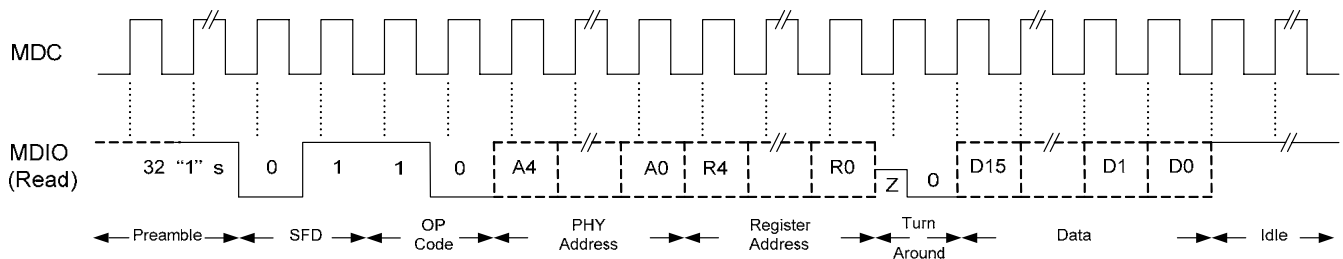 MDC
MDIO
(Read)
32 "1" s 0 1 1 0 A4 A0 R4 R0 Z 0 D15 D1 D0
Preamble SFD OP Code PHY Address Register Address Turn Around Data Idle